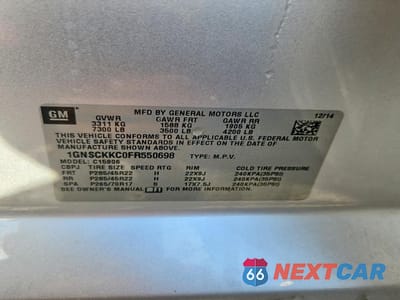 GM
MFD BY GENERAL MOTORS LLC
12/14
GVWR GAWR FRT GAWR RR
3311 KG 1588 KG 1905 KG
7300 LB 3500 LB 4200 LB
THIS VEHICLE CONFORMS TO ALL APPLICABLE U.S. FEDERAL MOTOR
VEHICLE SAFETY STANDARDS IN EFFECT ON THE DATE OF
MANUFACTURE SHOWN ABOVE.
1GNSCKKC0FR550698 TYPE: M.P.V.
MODEL: C15906
TIRE SIZE SPEED RTG RIM COLD TIRE PRESSURE
FRT P285/45R22 H 22X9J 240KPA(35PSI)
RR P285/45R22 H 22X9J 240KPA(35PSI)
SPA P265/70R17 S 17X7.5J 240KPA(35PSI)
SEE OWNER'S MANUAL FOR ADDITIONAL INFORMATION.
66 NEXTCAR